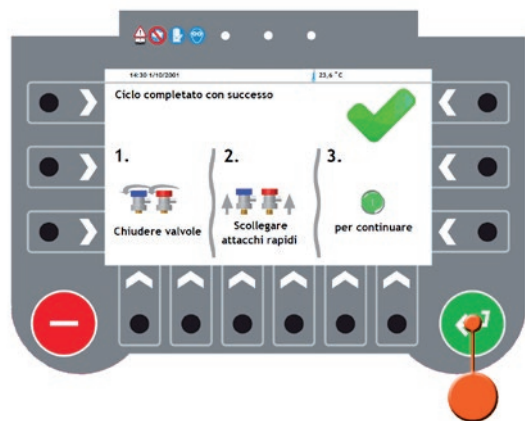 14:30 1/10/2001
23,6 °C
Ciclo completato con successo
1.
2.
3.
Chiudere valvole
Scollegare
attacchi rapidi
per continuare